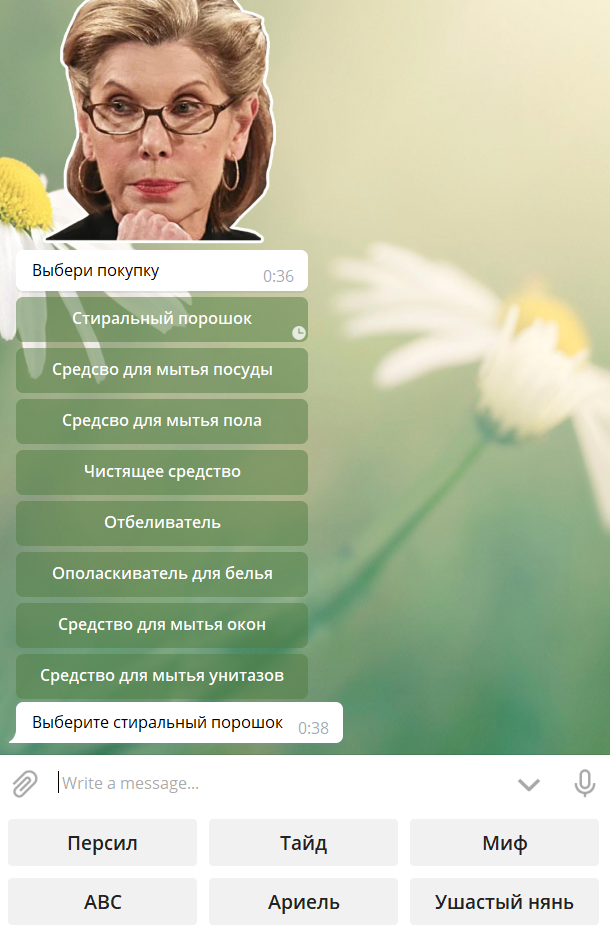 Выбери покупку
0:36
Стиральный порошок
Средсво для мытья посуды
Средсво для мытья пола
Чистящее средство
Отбеливатель
Ополаскиватель для белья
Средство для мытья окон
Средство для мытья унитазов
Выберите стиральный порошок
0:38
Write a message...
Персил Тайд Миф
АВС Ариель Ушастый нянь